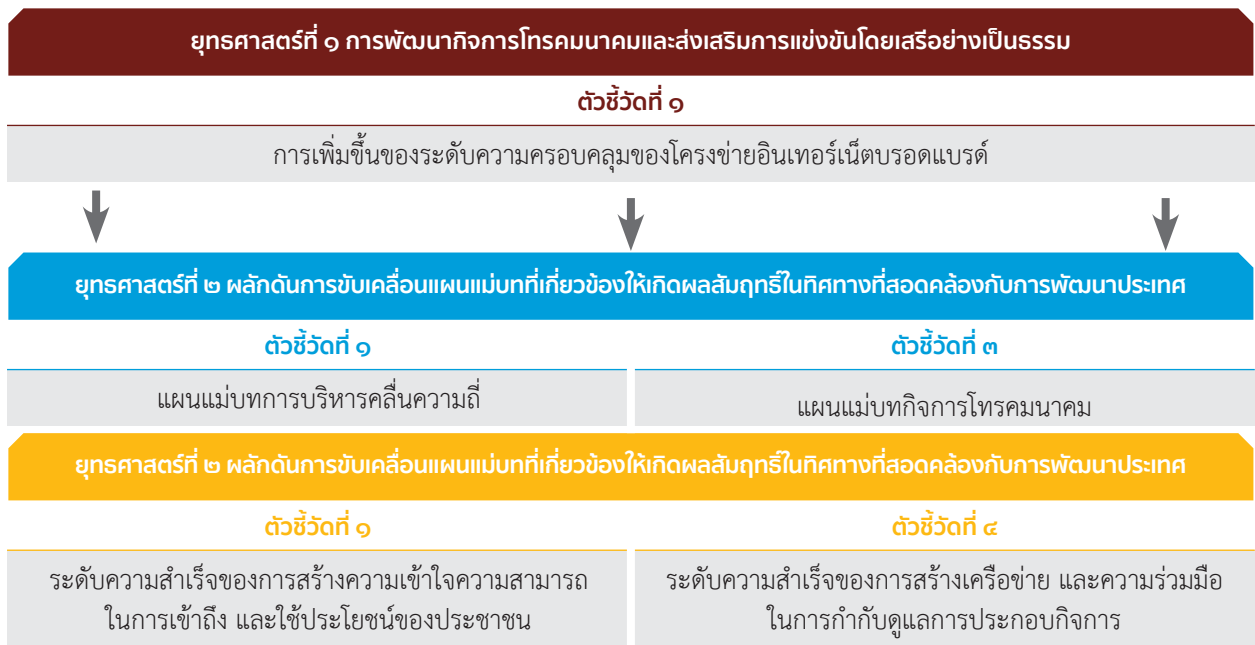 ยุทธศาสตร์ที่ ๑ การพัฒนากิจการโทรคมนาคมและส่งเสริมการแข่งขันโดยเสรีอย่างเป็นธรรม
ตัวชี้วัดที่ ๑
การเพิ่มขึ้นของระดับความครอบคลุมของโครงข่ายอินเทอร์เน็ตบรอดแบรด์
ยุทธศาสตร์ที่ ๒ ผลักดันการขับเคลื่อนแผนแม่บทที่เกี่ยวข้องให้เกิดผลสัมฤทธิ์ในทิศทางที่สอดคล้องกับการพัฒนาประเทศ
ตัวชี้วัดที่ ๑
แผนแม่บทการบริหารคลื่นความถี่
ตัวชี้วัดที่ ๓
แผนแม่บทกิจการโทรคมนาคม
ยุทธศาสตร์ที่ ๒ ผลักดันการขับเคลื่อนแผนแม่บทที่เกี่ยวข้องให้เกิดผลสัมฤทธิ์ในทิศทางที่สอดคล้องกับการพัฒนาประเทศ
ตัวชี้วัดที่ ๑
ระดับความสำเร็จของการสร้างความเข้าใจความสามารถ
ในการเข้าถึง และใช้ประโยชน์ของประชาชน
ตัวชี้วัดที่ ๔
ระดับความสำเร็จของการสร้างเครือข่าย และความร่วมมือ
ในการกำกับดูแลการประกอบกิจการ